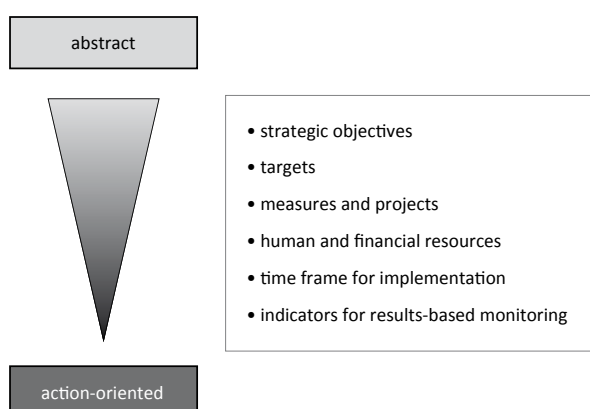 abstract
• strategic objectives
• targets
• measures and projects
• human and financial resources
• time frame for implementation
• indicators for results-based monitoring
action-oriented